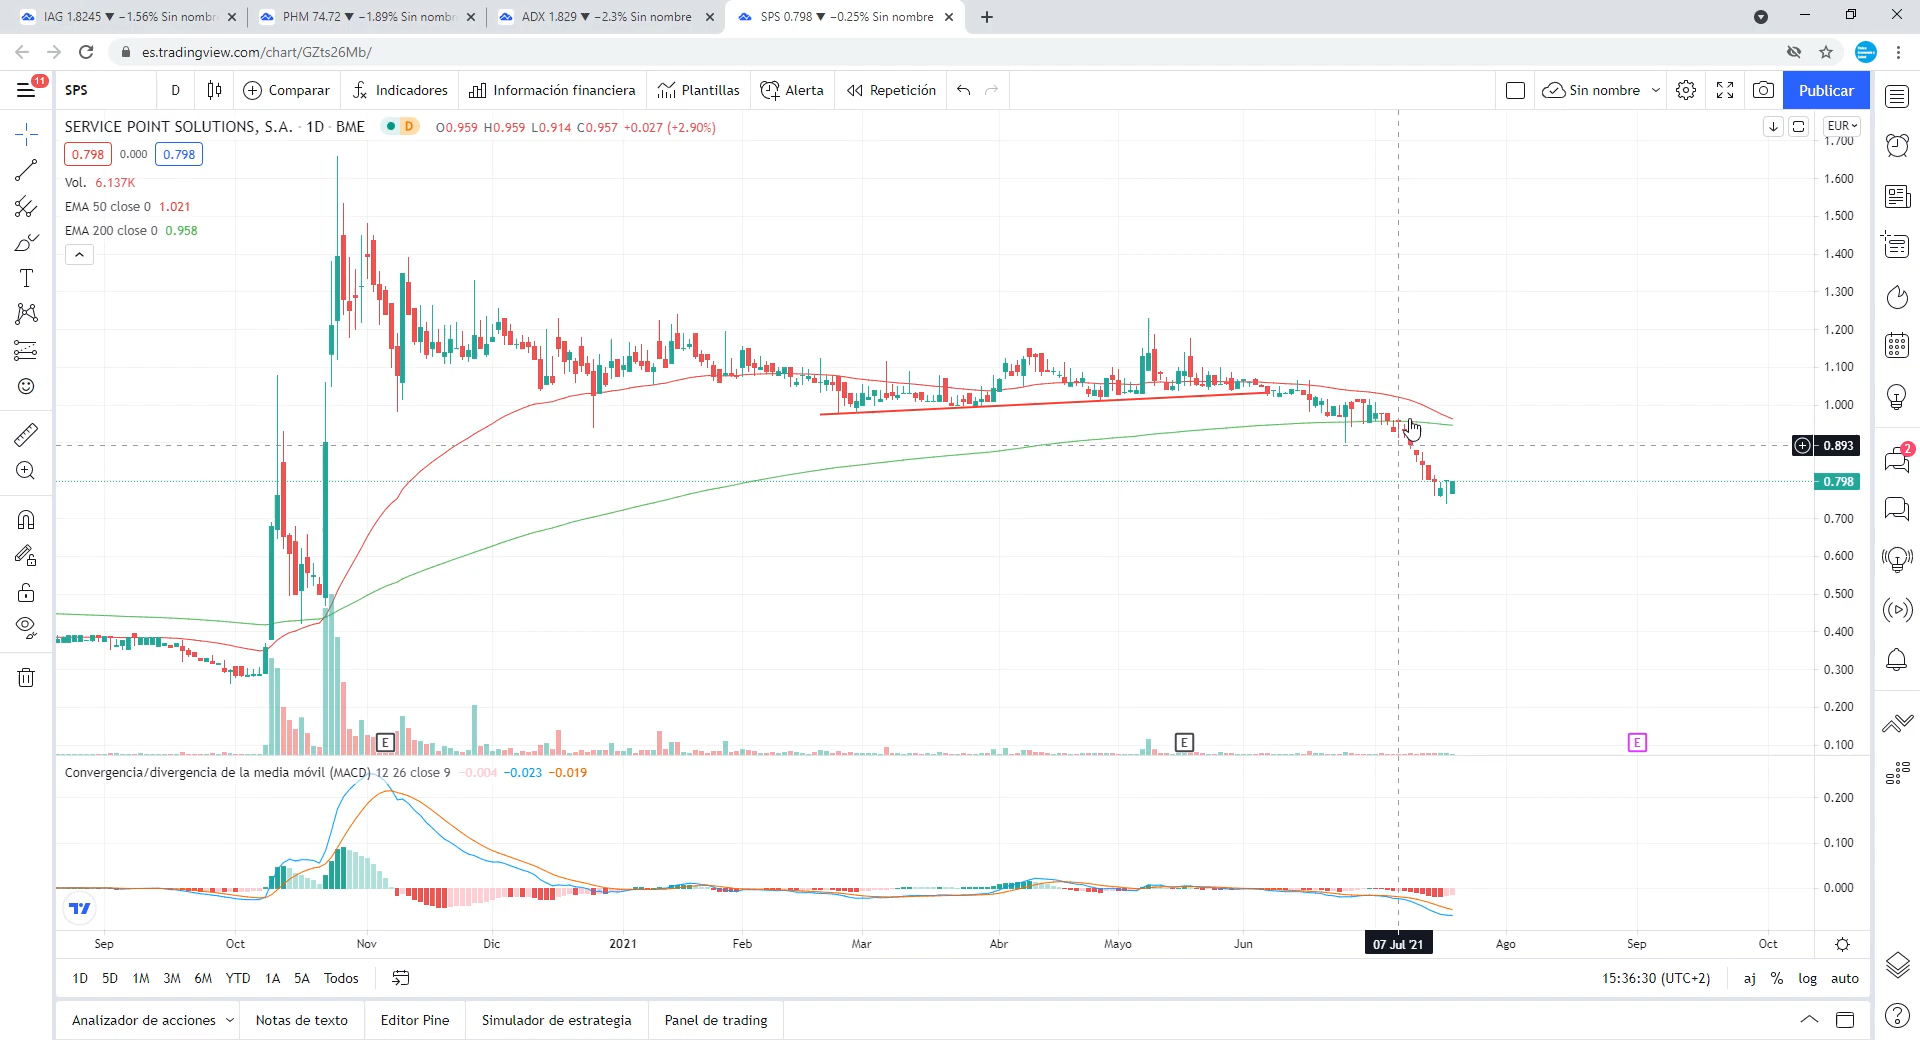 IAG 1.8245 ▼ −1.56% Sin nombre
PHM 74.72 ▼ −1.89% Sin nombr
ADX 1.829 ▼ −2.3% Sin nombre
SPS 0.798 ▼ −0.25% Sin nombre
es.tradingview.com/chart/GZts26Mb/
11
SPS
D
Comparar
Indicadores
Información financiera
Plantillas
Alerta
Repetición
Sin nombre
Publicar
SERVICE POINT SOLUTIONS, S.A. · 1D · BME
D
O0.959 H0.959 L0.914 C0.957 +0.027 (+2.90%)
EUR
0.798 0.000 0.798
Vol. 6.137K
EMA 50 close 0 1.021
EMA 200 close 0 0.958
1.700
1.600
1.500
1.400
1.300
1.200
1.100
1.000
0.893
0.798
0.700
0.600
0.500
0.400
0.300
0.200
0.100
2
E
E
E
Convergencia/divergencia de la media móvil (MACD) 12 26 close 9 −0.004 −0.023 −0.019
0.200
0.100
0.000
Sep
Oct
Nov
Dic
2021
Feb
Mar
Abr
Mayo
Jun
07 Jul '21
Ago
Sep
Oct
1D 5D 1M 3M 6M YTD 1A 5A Todos
15:36:30 (UTC+2)
aj % log auto
Analizador de acciones
Notas de texto
Editor Pine
Simulador de estrategia
Panel de trading